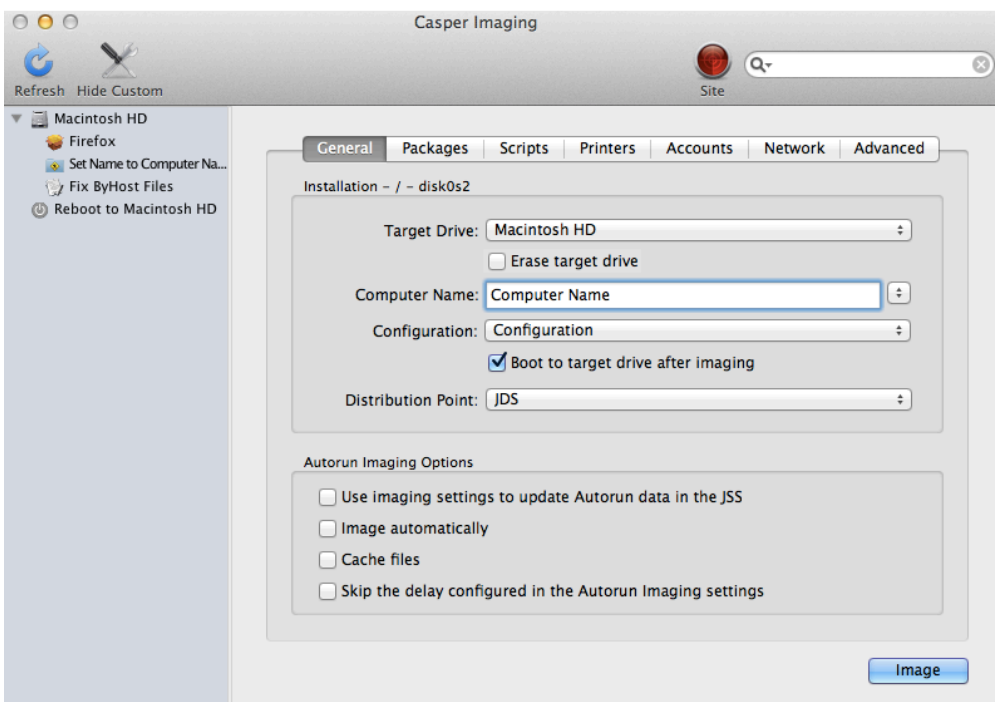 Casper Imaging
Refresh
Hide Custom
Site
Macintosh HD
Firefox
Set Name to Computer Na...
Fix ByHost Files
Reboot to Macintosh HD
General
Packages
Scripts
Printers
Accounts
Network
Advanced
Installation - / - disk0s2
Target Drive: Macintosh HD
Erase target drive
Computer Name: Computer Name
Configuration: Configuration
Boot to target drive after imaging
Distribution Point: JDS
Autorun Imaging Options
Use imaging settings to update Autorun data in the JSS
Image automatically
Cache files
Skip the delay configured in the Autorun Imaging settings
Image